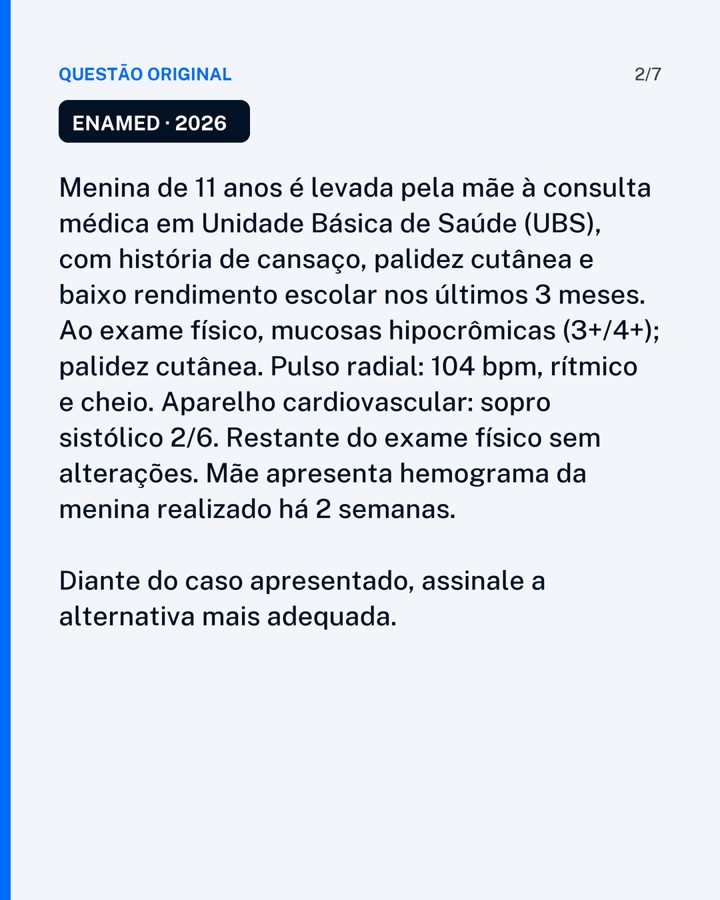 QUESTÃO ORIGINAL
2/7
ENAMED · 2026
Menina de 11 anos é levada pela mãe à consulta
médica em Unidade Básica de Saúde (UBS),
com história de cansaço, palidez cutânea e
baixo rendimento escolar nos últimos 3 meses.
Ao exame físico, mucosas hipocrômicas (3+/4+);
palidez cutânea. Pulso radial: 104 bpm, rítmico
e cheio. Aparelho cardiovascular: sopro
sistólico 2/6. Restante do exame físico sem
alterações. Mãe apresenta hemograma da
menina realizado há 2 semanas.
Diante do caso apresentado, assinale a
alternativa mais adequada.